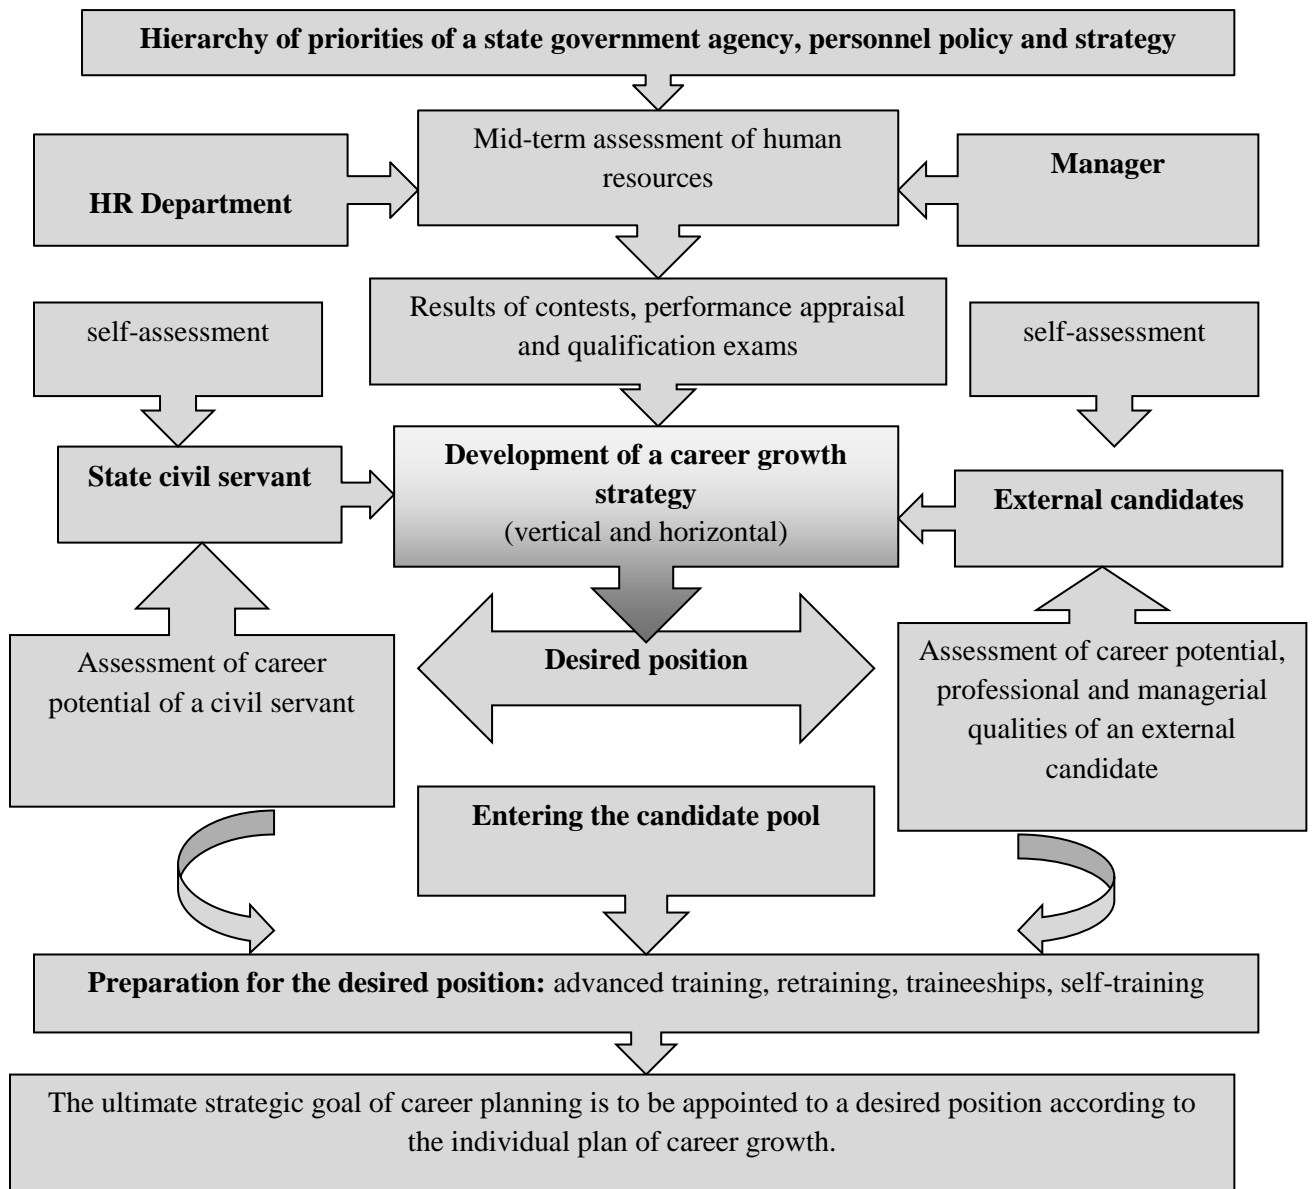 Hierarchy of priorities of a state government agency, personnel policy and strategy
Mid-term assessment of human
resources
HR Department
Manager
Results of contests, performance appraisal
and qualification exams
self-assessment
self-assessment
State civil servant
Development of a career growth
strategy
(vertical and horizontal)
External candidates
Assessment of career
potential of a civil servant
Desired position
Assessment of career potential,
professional and managerial
qualities of an external
candidate
Entering the candidate pool
Preparation for the desired position: advanced training, retraining, traineeships, self-training
The ultimate strategic goal of career planning is to be appointed to a desired position according to
the individual plan of career growth.